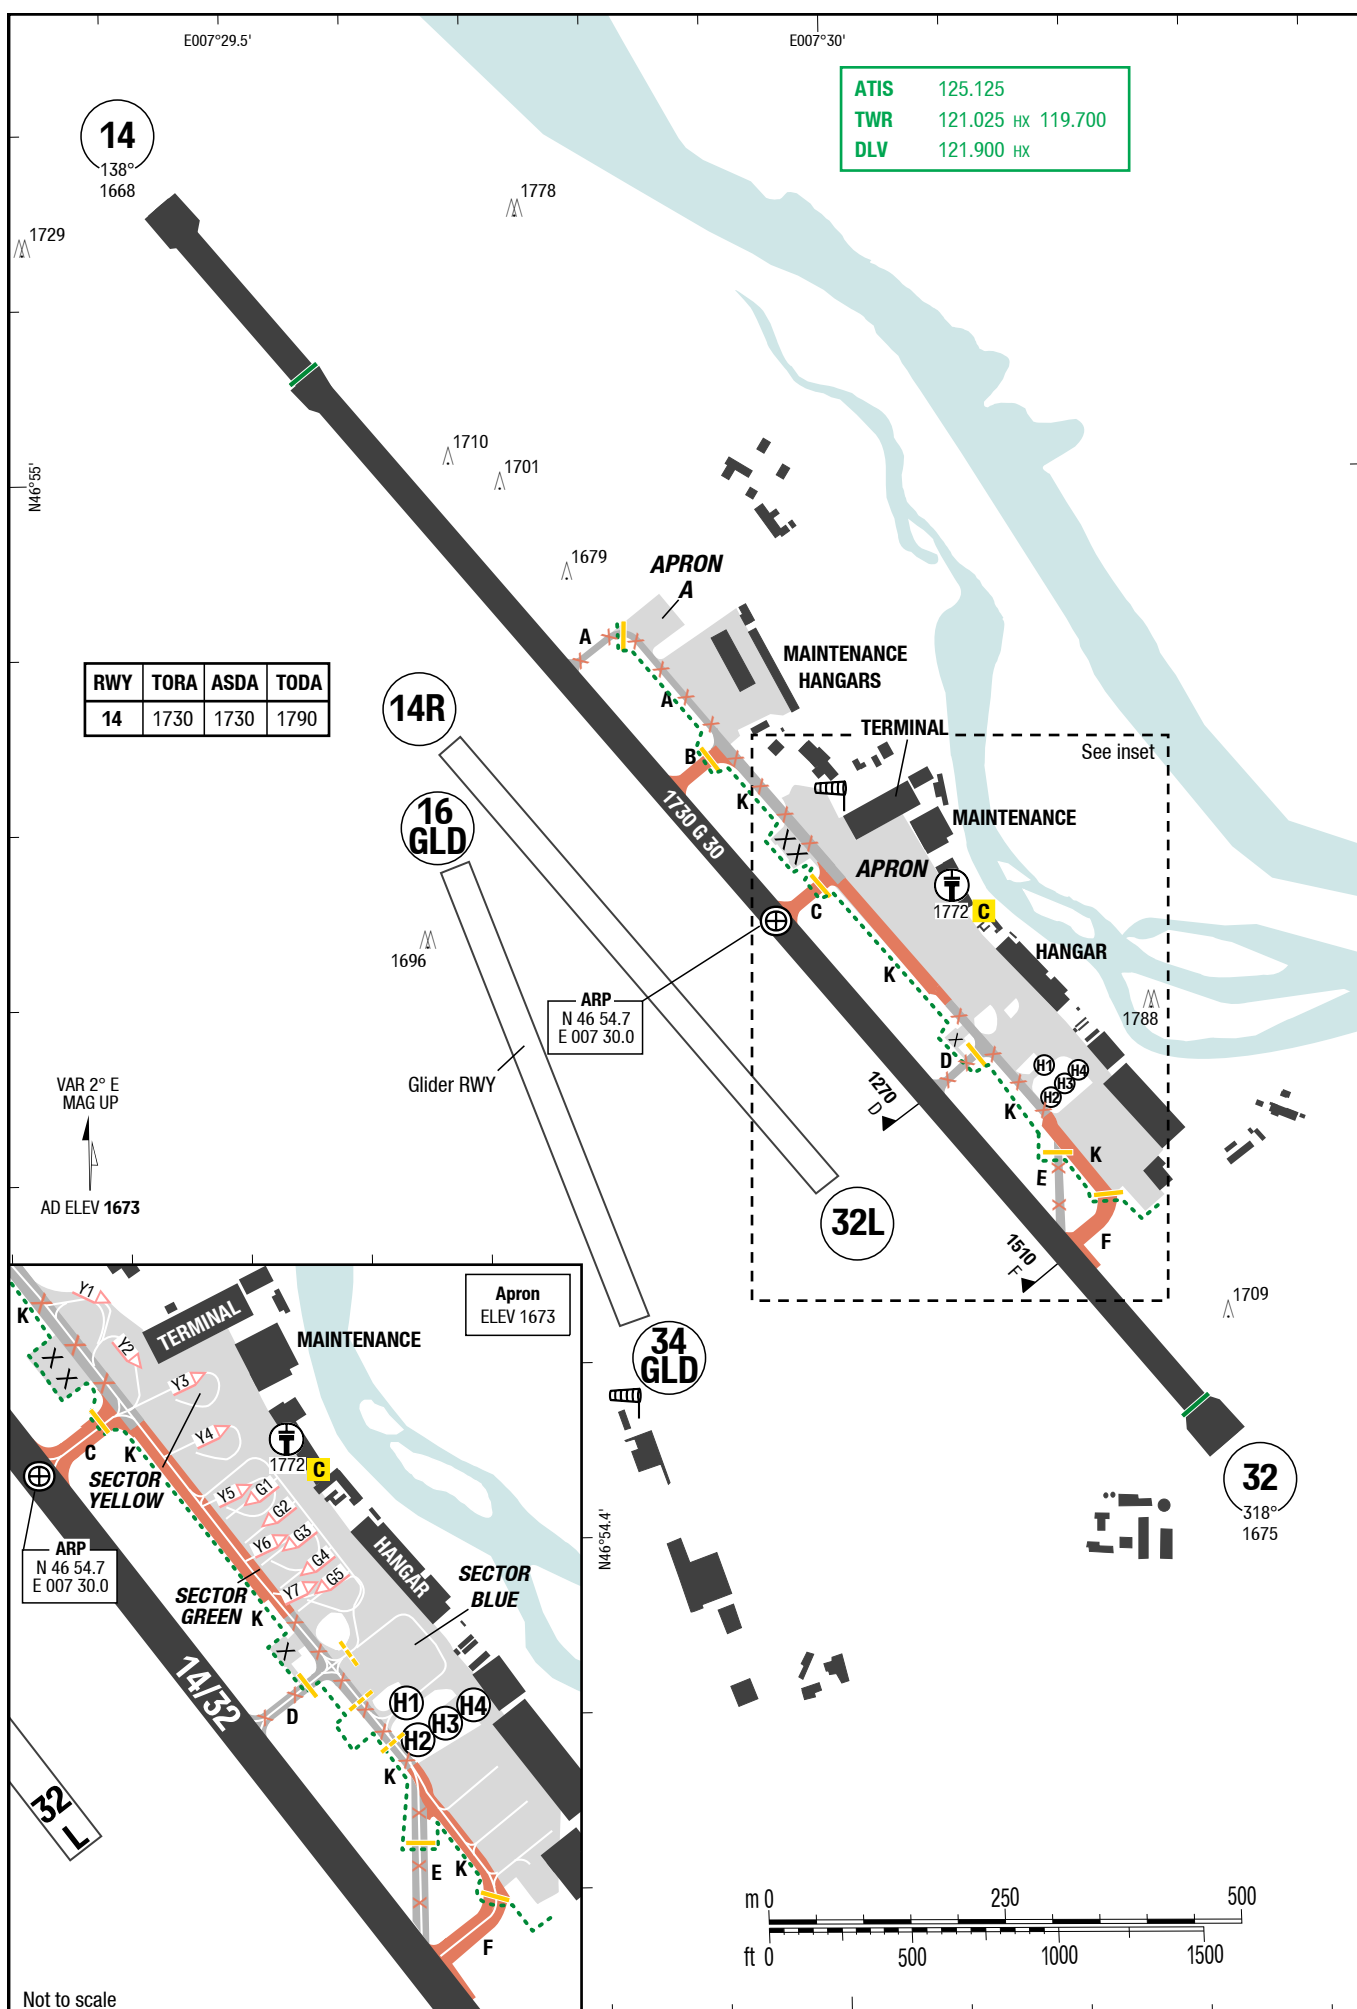 E007°29.5'
E007°30'
ATIS 125.125
TWR 121.025 HX 119.700
DLV 121.900 HX
14
138°
1668
1729
1778
1710
1701
N46°55'
1679
APRON
A
A
A
MAINTENANCE
HANGARS
RWY TORA ASDA TODA
14 1730 1730 1790
14R
TERMINAL
See inset
B
K
1730 G 30
16
GLD
MAINTENANCE
APRON
1772 C
C
1696
K
HANGAR
ARP
N 46 54.7
E 007 30.0
1788
Glider RWY
D
H1
H4
H3
H2
1270
D
K
VAR 2° E
MAG UP
K
E
AD ELEV 1673
32L
F
1510
F
1709
34
GLD
32
318°
1675
N46°54.4'
Y1
K
TERMINAL
Apron
ELEV 1673
MAINTENANCE
Y2
Y3
Y4
C
K
1772 C
SECTOR
YELLOW
Y5
G1
G2
Y6
G3
G4
Y7
G5
ARP
N 46 54.7
E 007 30.0
HANGAR
SECTOR
BLUE
SECTOR
GREEN
K
14/32
D
H1
H4
H3
H2
K
32
L
E
K
F
Not to scale
m 0 250 500
ft 0 500 1000 1500